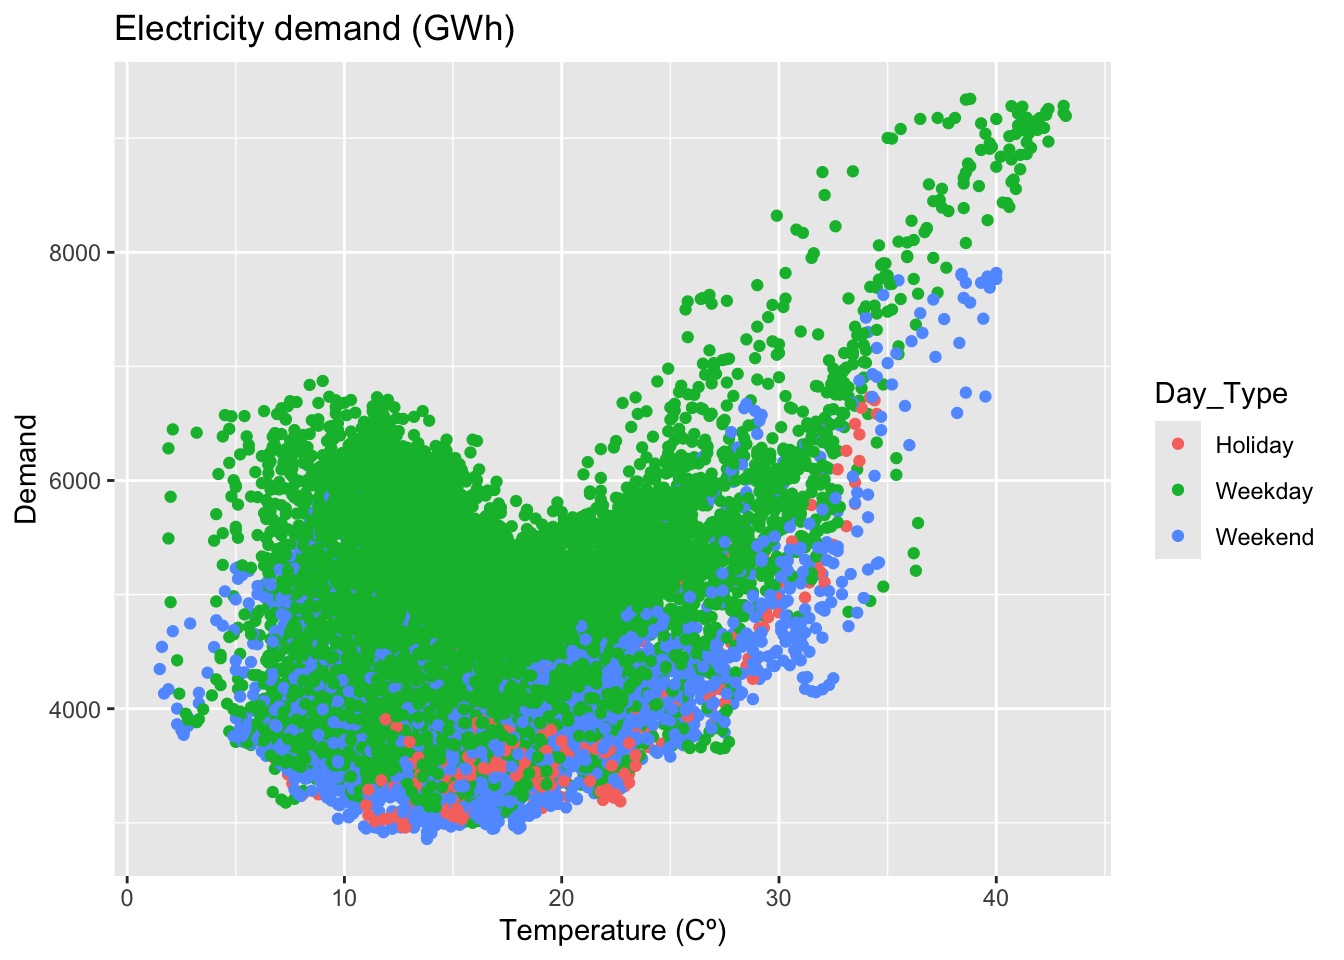 Electricity demand (GWh)
Demand
8000
6000
4000
0 10 20 30 40
Temperature (Cº)
Day_Type
Holiday
Weekday
Weekend